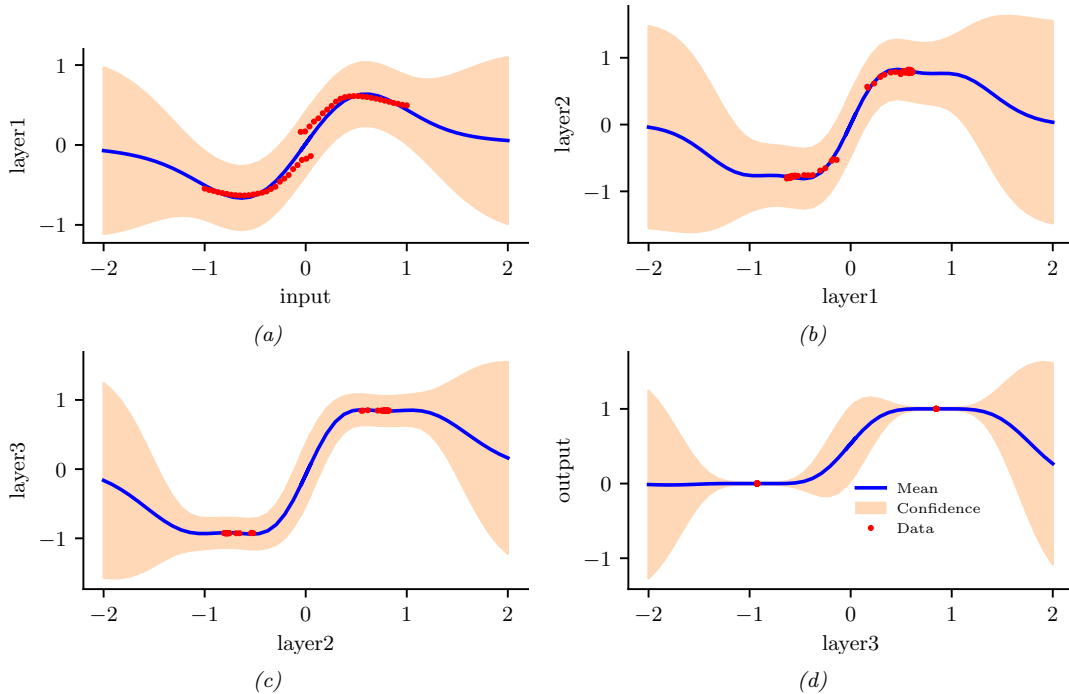 1
0
−1
layer1
−2 −1 0 1 2
input
(a)
1
0
−1
layer2
−2 −1 0 1 2
layer1
(b)
1
0
−1
layer3
−2 −1 0 1 2
layer2
(c)
1
0
−1
output
Mean
Confidence
Data
−2 −1 0 1 2
layer3
(d)